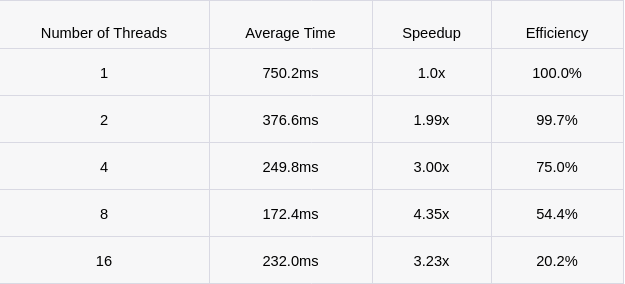 Number of Threads Average Time Speedup Efficiency
1 750.2ms 1.0x 100.0%
2 376.6ms 1.99x 99.7%
4 249.8ms 3.00x 75.0%
8 172.4ms 4.35x 54.4%
16 232.0ms 3.23x 20.2%